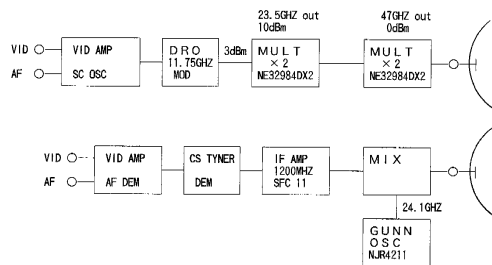 23.5GHZ out
10dBm
47GHZ out
0dBm
VID
AF
VID AMP
SC OSC
DRO
11.75GHZ
MOD
3dBm
MULT
×2
NE32984DX2
MULT
×2
NE32984DX2
VID
AF
VID AMP
AF DEM
CS TYNER
DEM
IF AMP
1200MHZ
SFC 11
MIX
24.1GHZ
GUNN
OSC
NJR4211